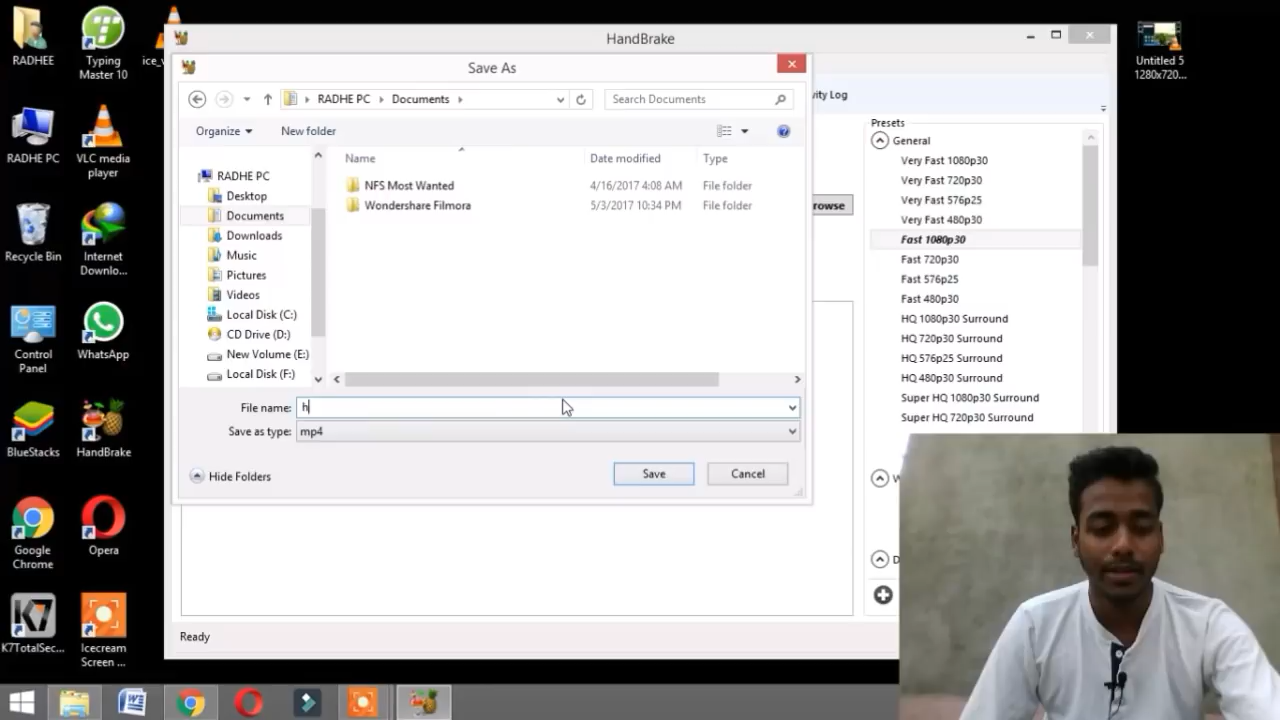 RADHEE
Typing
Master 10
ice_v
RADHE PC
VLC media
player
Recycle Bin
Internet
Downlo...
Control
Panel
WhatsApp
BlueStacks
HandBrake
Google
Chrome
Opera
K7TotalSec...
Icecream
Screen ...
Untitled 5
1280x720...
HandBrake
Save As
RADHE PC
Documents
Search Documents
Organize
New folder
Name
Date modified
Type
NFS Most Wanted
4/16/2017 4:08 AM
File folder
Wondershare Filmora
5/3/2017 10:34 PM
File folder
RADHE PC
Desktop
Documents
Downloads
Music
Pictures
Videos
Local Disk (C:)
CD Drive (D:)
New Volume (E:)
Local Disk (F:)
File name: h
Save as type: mp4
Hide Folders
Save
Cancel
vity Log
rowse
Ready
Presets
General
Very Fast 1080p30
Very Fast 720p30
Very Fast 576p25
Very Fast 480p30
Fast 1080p30
Fast 720p30
Fast 576p25
Fast 480p30
HQ 1080p30 Surround
HQ 720p30 Surround
HQ 576p25 Surround
HQ 480p30 Surround
Super HQ 1080p30 Surround
Super HQ 720p30 Surround
W
D